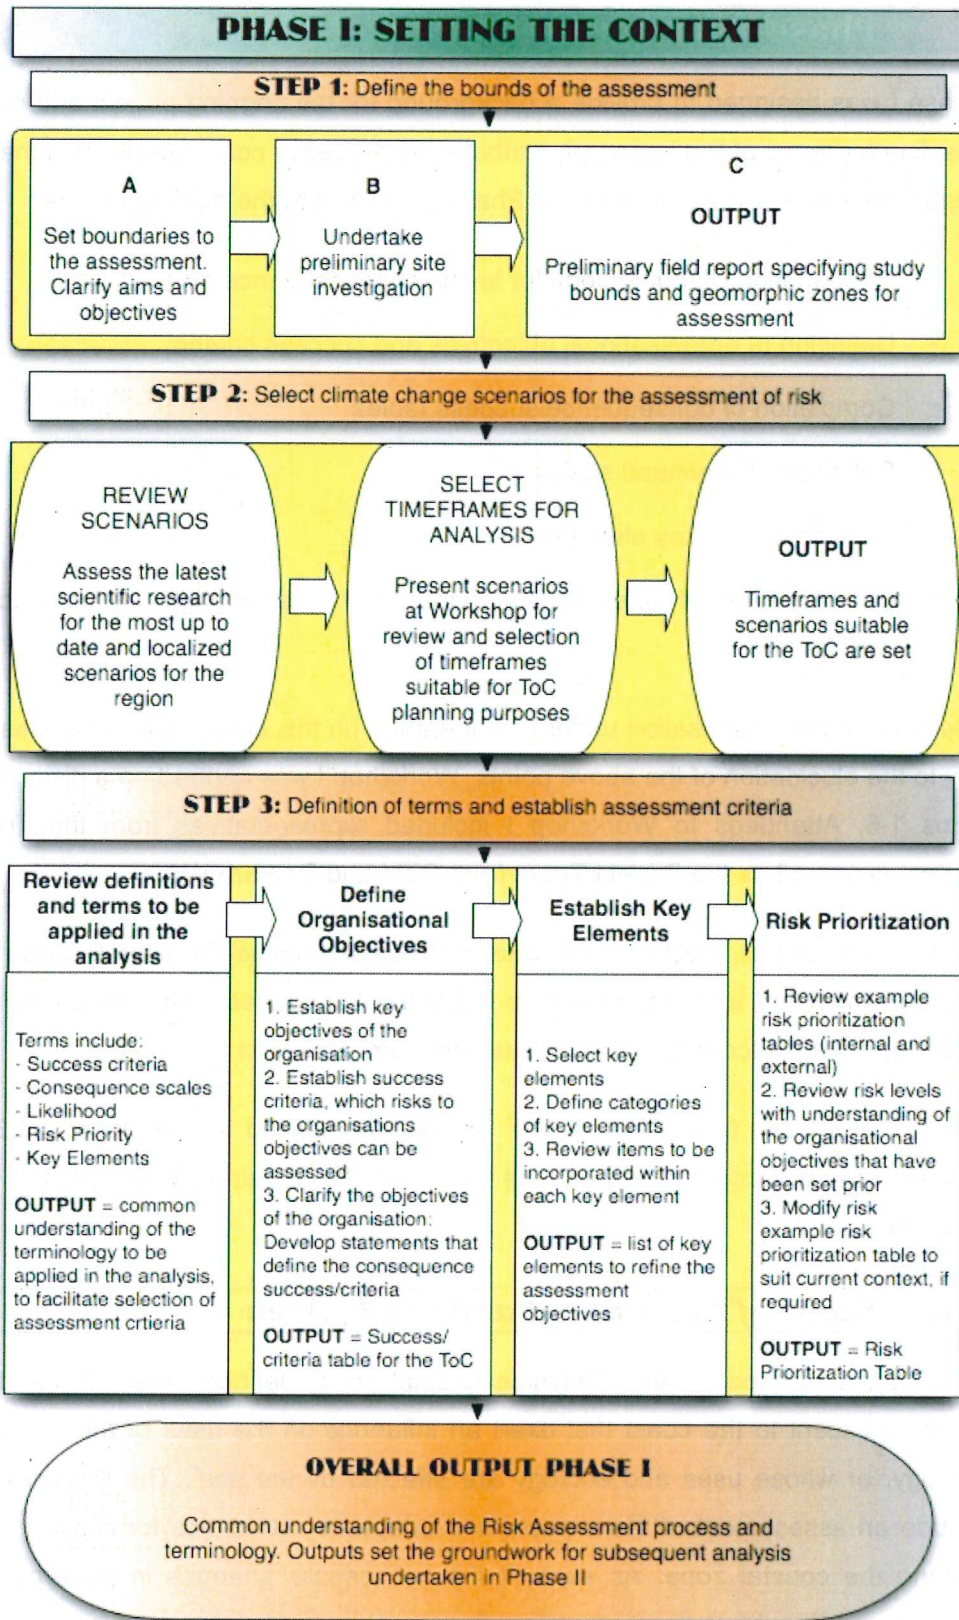 PHASE I: SETTING THE CONTEXT
STEP 1: Define the bounds of the assessment
A
Set boundaries to
the assessment.
Clarify aims and
objectives
B
Undertake
preliminary site
investigation
C
OUTPUT
Preliminary field report specifying study
bounds and geomorphic zones for
assessment
STEP 2: Select climate change scenarios for the assessment of risk
REVIEW
SCENARIOS
Assess the latest
scientific research
for the most up to
date and localized
scenarios for the
region
SELECT
TIMEFRAMES FOR
ANALYSIS
Present scenarios
at Workshop for
review and selection
of timeframes
suitable for ToC
planning purposes
OUTPUT
Timeframes and
scenarios suitable
for the ToC are set
STEP 3: Definition of terms and establish assessment criteria
Review definitions
and terms to be
applied in the
analysis
Terms include:
- Success criteria
- Consequence scales
- Likelihood
- Risk Priority
- Key Elements
OUTPUT = common
understanding of the
terminology to be
applied in the analysis,
to facilitate selection of
assessment crtieria
Define
Organisational
Objectives
1. Establish key
objectives of the
organisation
2. Establish success
criteria, which risks to
the organisations
objectives can be
assessed
3. Clarify the objectives
of the organisation:
Develop statements that
define the consequence
success/criteria
OUTPUT = Success/
criteria table for the ToC
Establish Key
Elements
1. Select key
elements
2. Define categories
of key elements
3. Review items to be
incorporated within
each key element
OUTPUT = list of key
elements to refine the
assessment
objectives
Risk Prioritization
1. Review example
risk prioritization
tables (internal and
external)
2. Review risk levels
with understanding of
the organisational
objectives that have
been set prior
3. Modify risk
example risk
prioritization table to
suit current context, if
required
OUTPUT = Risk
Prioritization Table
OVERALL OUTPUT PHASE I
Common understanding of the Risk Assessment process and
terminology. Outputs set the groundwork for subsequent analysis
undertaken in Phase II